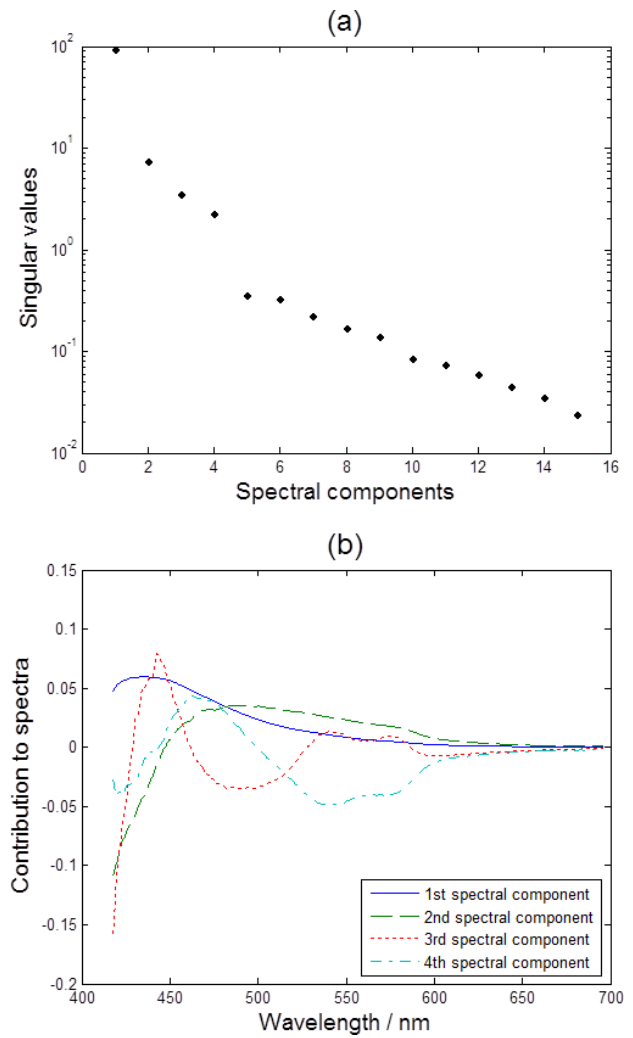 (a)
10^2
10^1
10^0
10^-1
10^-2
Singular values
0 2 4 6 8 10 12 14 16
Spectral components
(b)
0.15
0.1
0.05
0
-0.05
-0.1
-0.15
-0.2
Contribution to spectra
1st spectral component
2nd spectral component
3rd spectral component
4th spectral component
400 450 500 550 600 650 700
Wavelength / nm